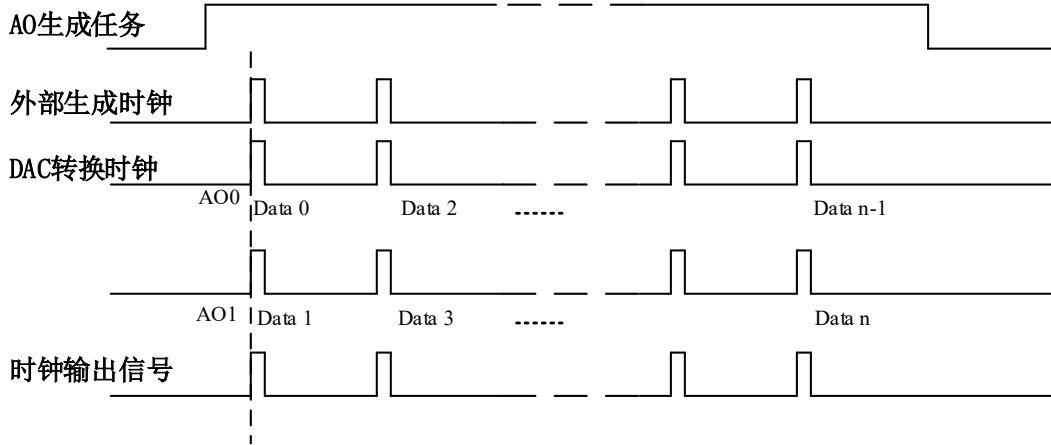 AO生成任务
外部生成时钟
DAC转换时钟
AO0 Data 0 Data 2 ...... Data n-1
AO1 Data 1 Data 3 ...... Data n
时钟输出信号